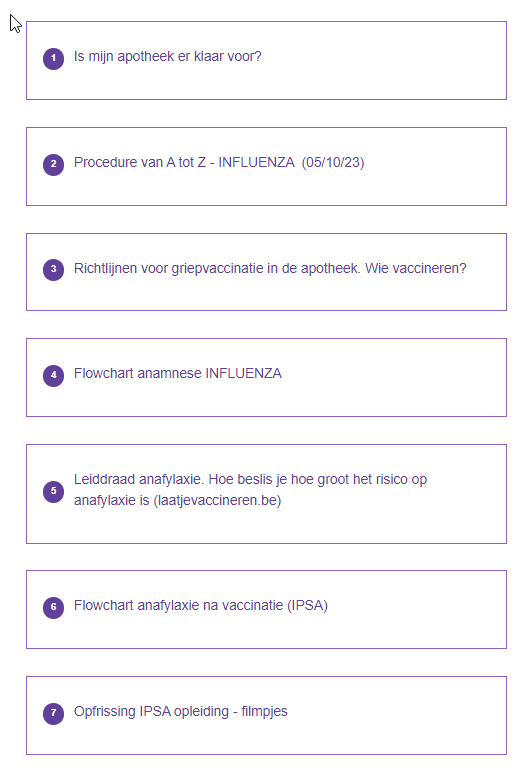 1 Is mijn apotheek er klaar voor?
2 Procedure van A tot Z - INFLUENZA (05/10/23)
3 Richtlijnen voor griepvaccinatie in de apotheek. Wie vaccineren?
4 Flowchart anamnese INFLUENZA
5 Leiddraad anafylaxie. Hoe beslis je hoe groot het risico op
anafylaxie is (laatjevaccineren.be)
6 Flowchart anafylaxie na vaccinatie (IPSA)
7 Opfrissing IPSA opleiding - filmpjes